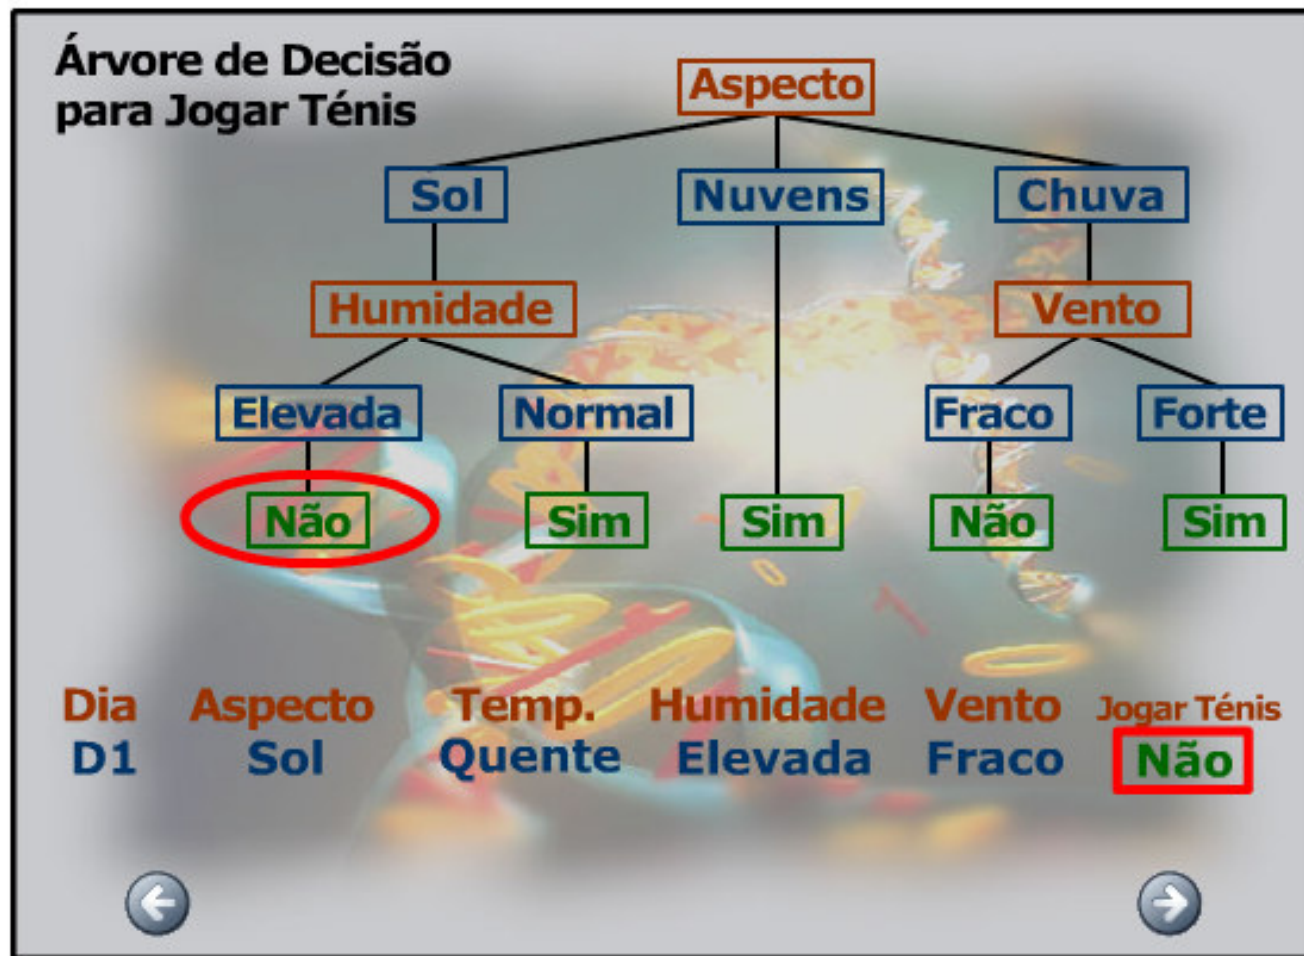 Árvore de Decisão
para Jogar Ténis
Aspecto
Sol Nuvens Chuva
Humidade Vento
Elevada Normal Fraco Forte
Não Sim Sim Não Sim
Dia Aspecto Temp. Humidade Vento Jogar Ténis
D1 Sol Quente Elevada Fraco Não